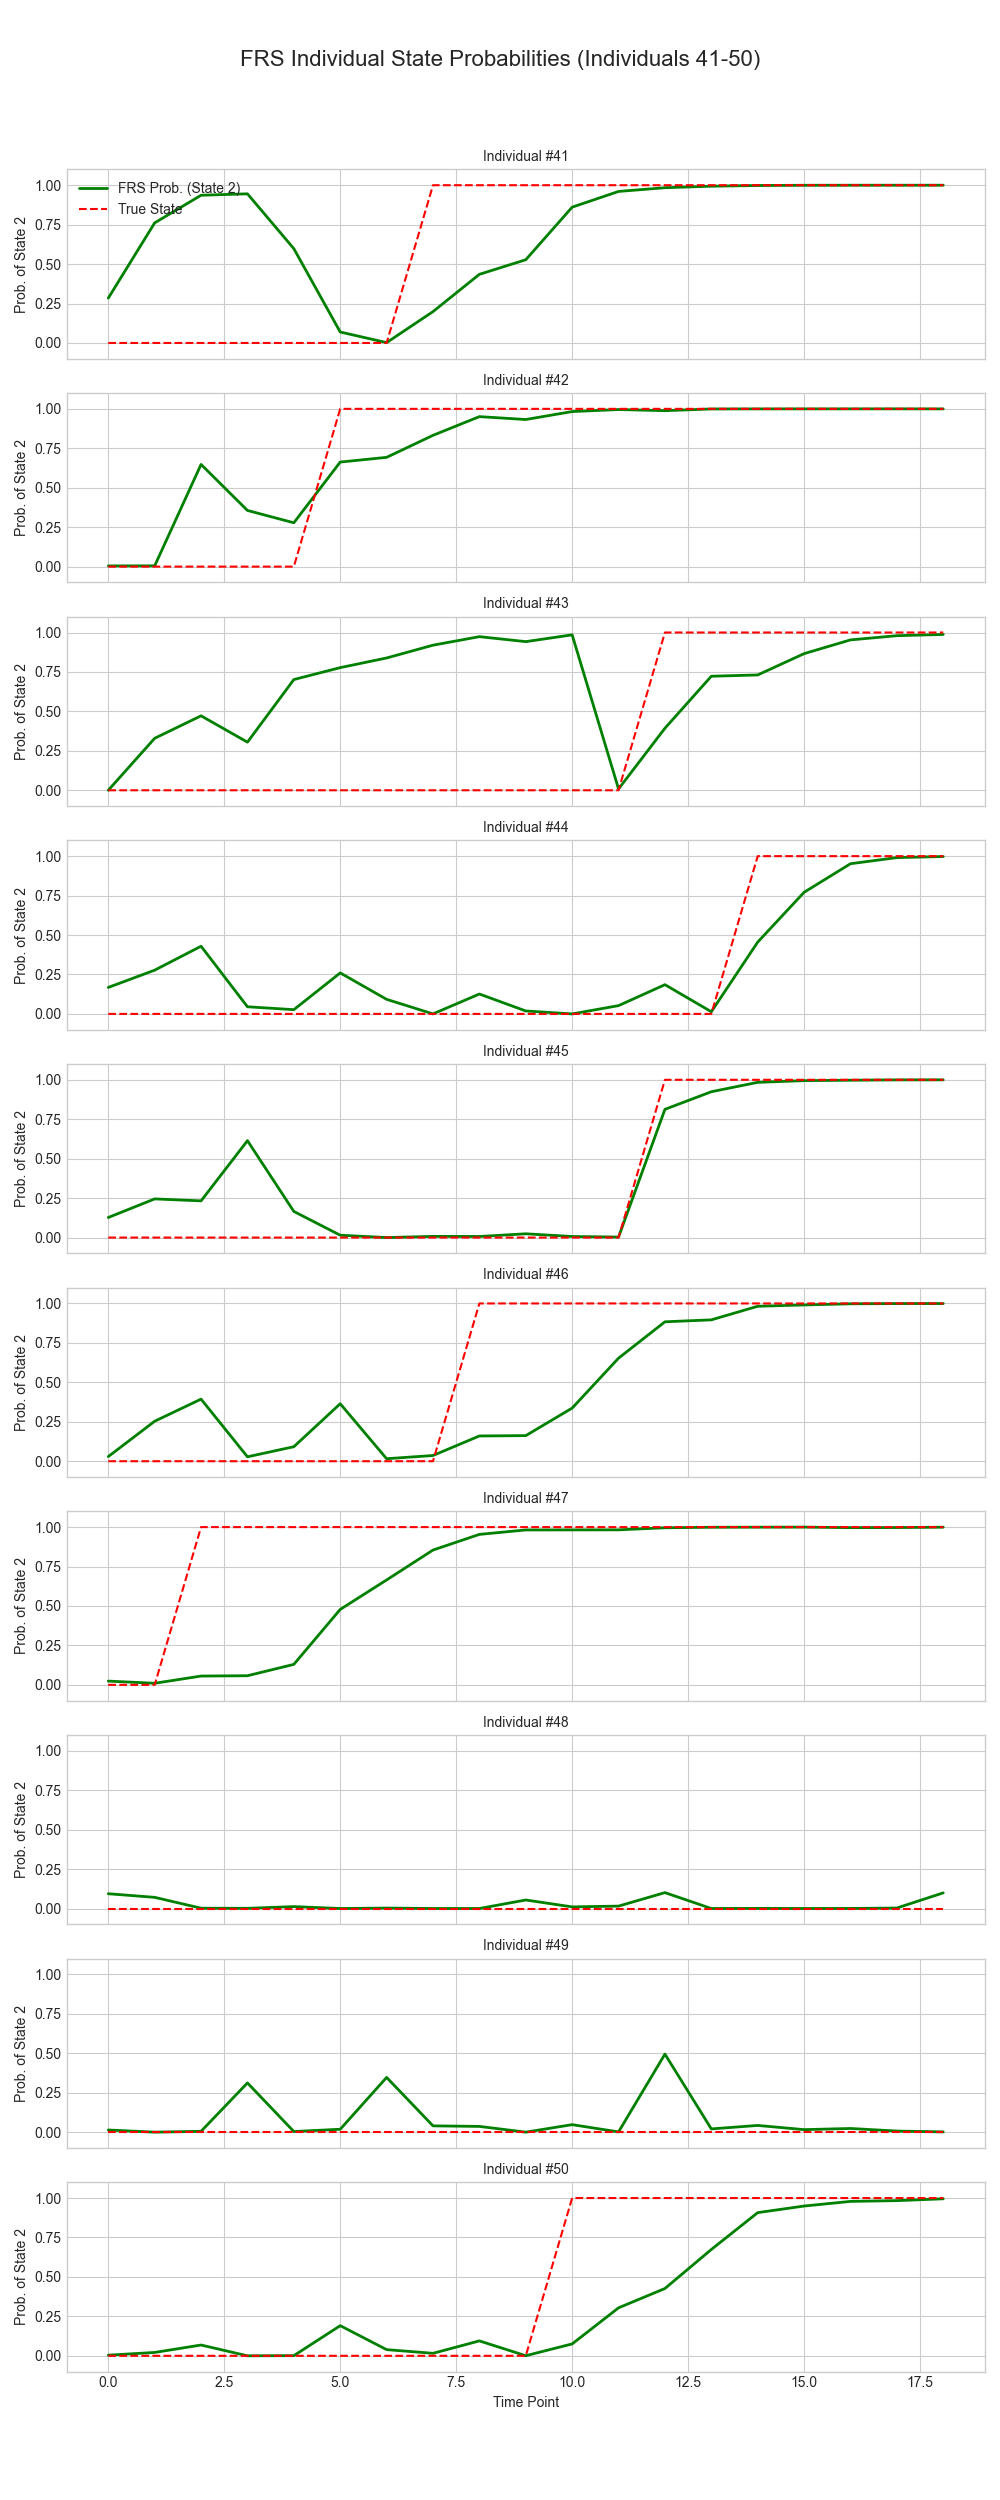 FRS Individual State Probabilities (Individuals 41-50)
Individual #41
FRS Prob. (State 2)
True State
Prob. of State 2
1.00
0.75
0.50
0.25
0.00
Individual #42
Prob. of State 2
1.00
0.75
0.50
0.25
0.00
Individual #43
Prob. of State 2
1.00
0.75
0.50
0.25
0.00
Individual #44
Prob. of State 2
1.00
0.75
0.50
0.25
0.00
Individual #45
Prob. of State 2
1.00
0.75
0.50
0.25
0.00
Individual #46
Prob. of State 2
1.00
0.75
0.50
0.25
0.00
Individual #47
Prob. of State 2
1.00
0.75
0.50
0.25
0.00
Individual #48
Prob. of State 2
1.00
0.75
0.50
0.25
0.00
Individual #49
Prob. of State 2
1.00
0.75
0.50
0.25
0.00
Individual #50
Prob. of State 2
1.00
0.75
0.50
0.25
0.00
0.0 2.5 5.0 7.5 10.0 12.5 15.0 17.5
Time Point